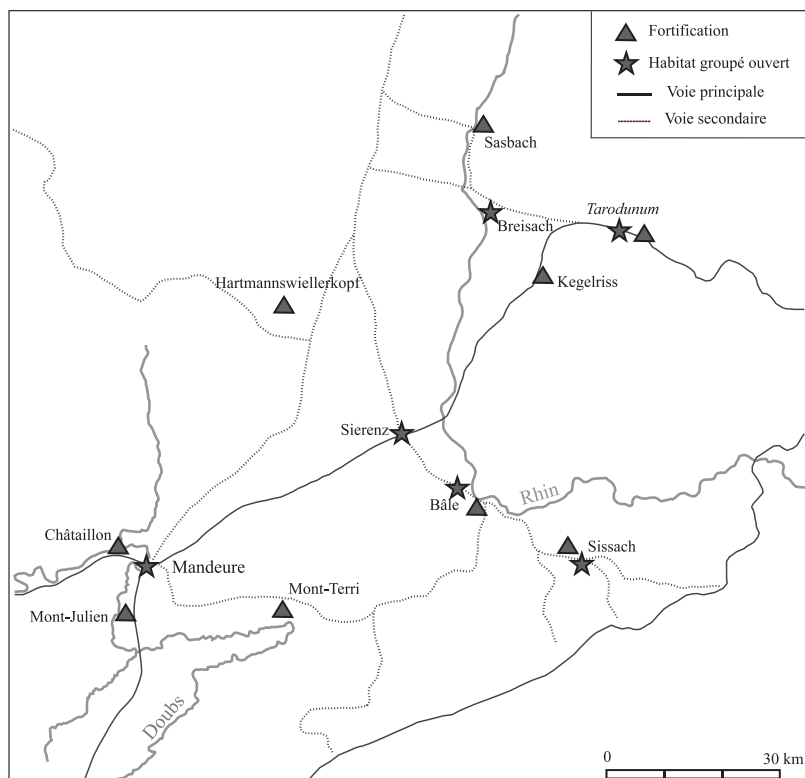 Fortification
Habitat groupé ouvert
Voie principale
Voie secondaire
Sasbach
Breisach
Tarodunum
Kegelriss
Hartmannswiellerkopf
Sierenz
Bâle
Rhin
Sissach
Châtaillon
Mandeure
Mont-Terri
Mont-Julien
Doubs
0 30 km